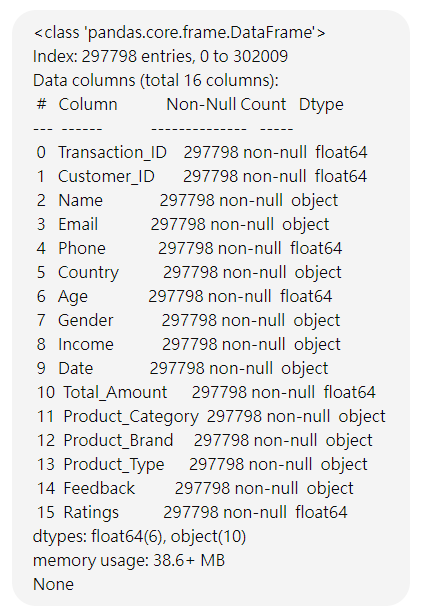 <class 'pandas.core.frame.DataFrame'>
Index: 297798 entries, 0 to 302009
Data columns (total 16 columns):
# Column Non-Null Count Dtype
--- ------ -------------- -----
0 Transaction_ID 297798 non-null float64
1 Customer_ID 297798 non-null float64
2 Name 297798 non-null object
3 Email 297798 non-null object
4 Phone 297798 non-null float64
5 Country 297798 non-null object
6 Age 297798 non-null float64
7 Gender 297798 non-null object
8 Income 297798 non-null object
9 Date 297798 non-null object
10 Total_Amount 297798 non-null float64
11 Product_Category 297798 non-null object
12 Product_Brand 297798 non-null object
13 Product_Type 297798 non-null object
14 Feedback 297798 non-null object
15 Ratings 297798 non-null float64
dtypes: float64(6), object(10)
memory usage: 38.6+ MB
None